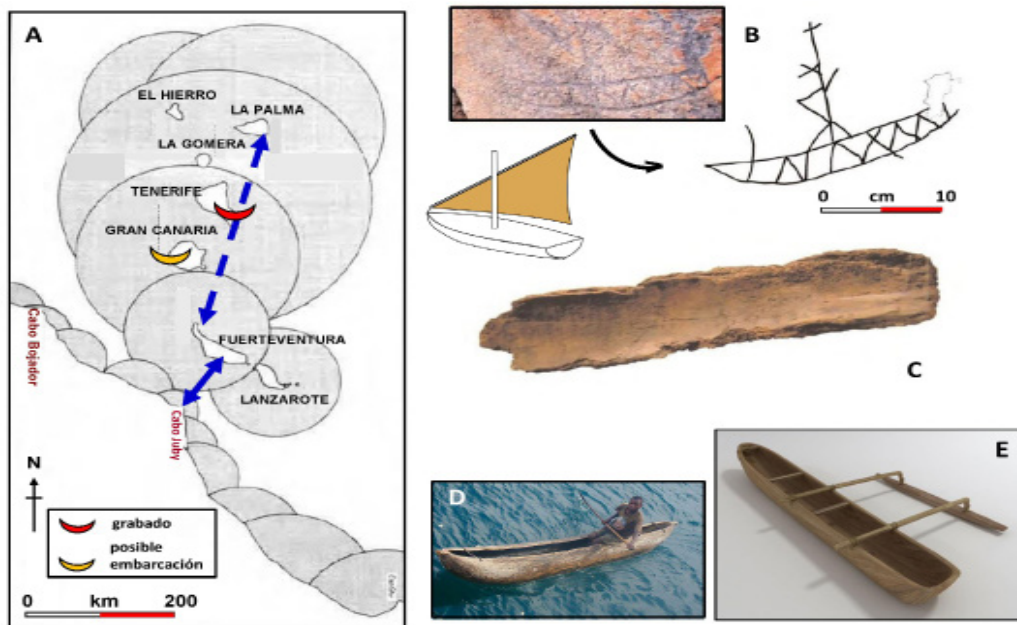 A
EL HIERRO
LA PALMA
LA GOMERA
TENERIFE
GRAN CANARIA
FUERTEVENTURA
LANZAROTE
Cabo Bojador
Cabo Juby
N
grabado
posible
embarcación
0 km 200
B
0 cm 10
C
D
E